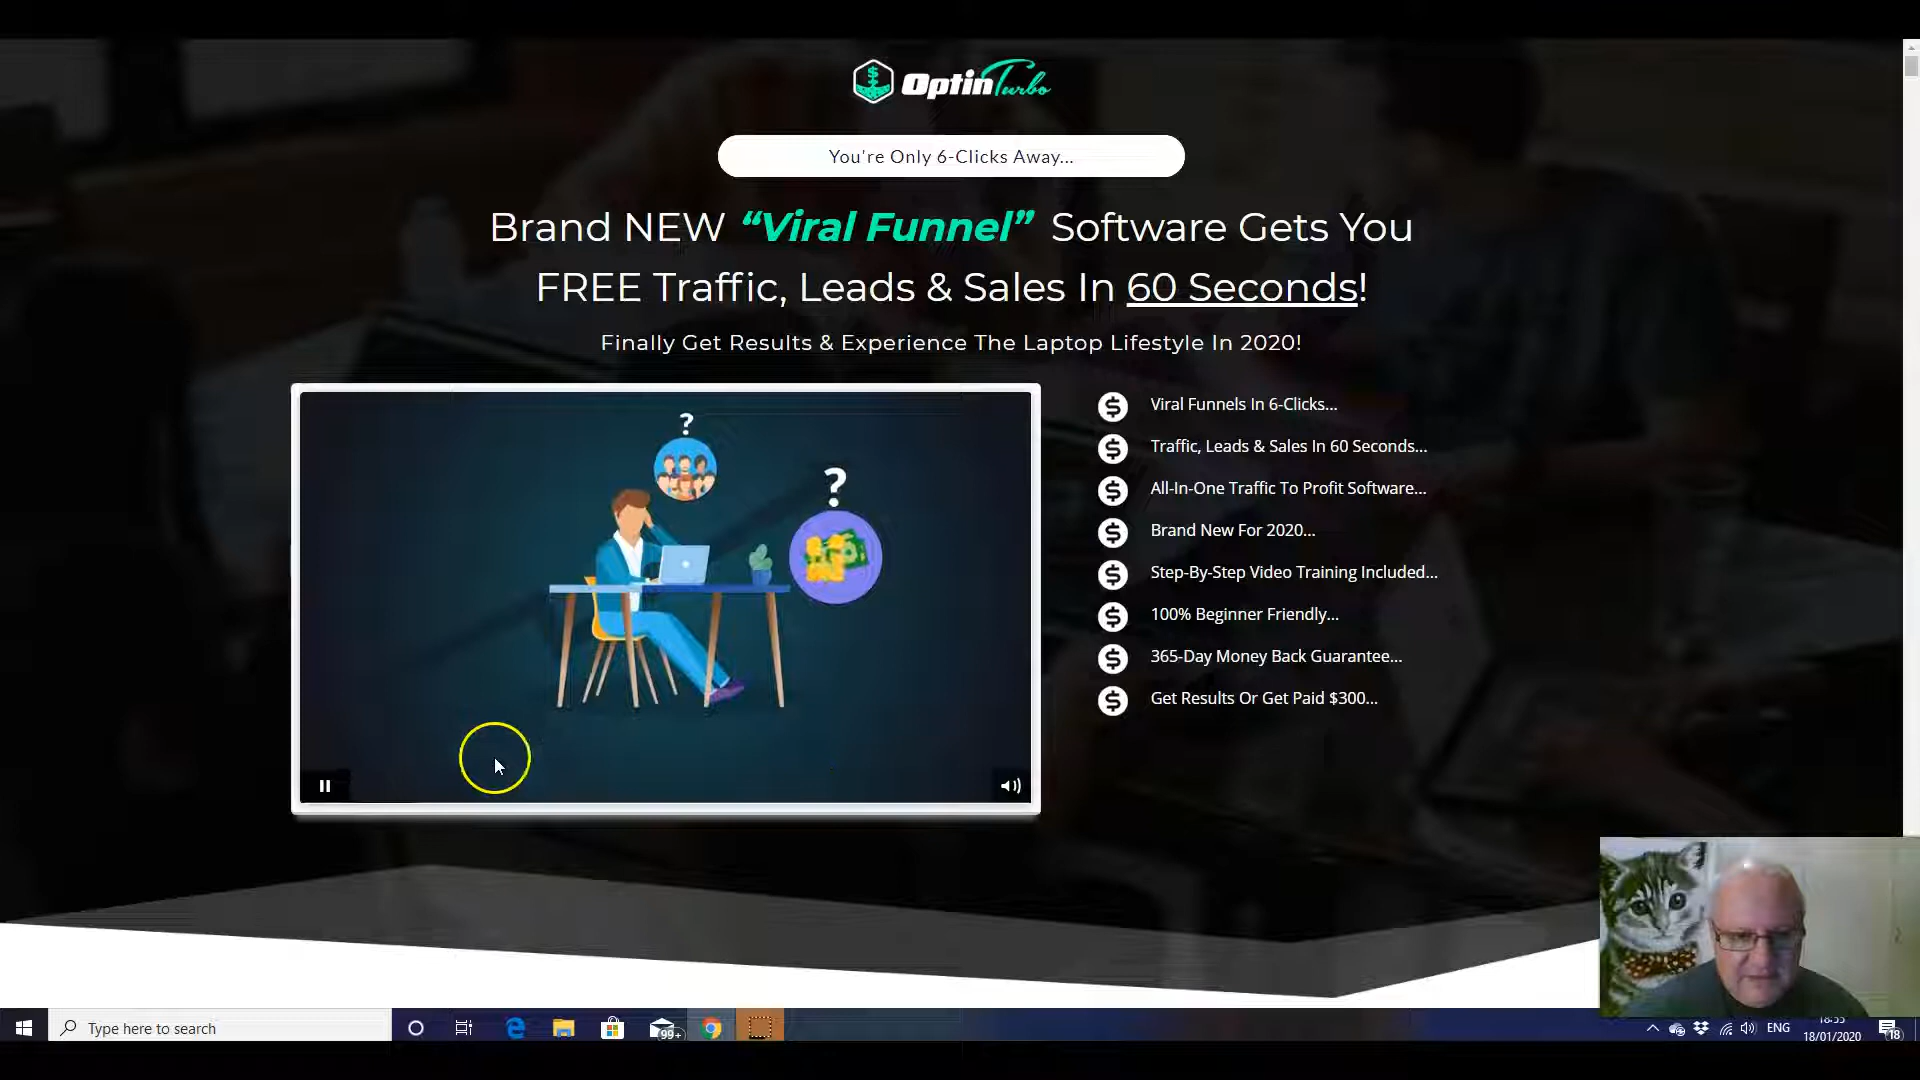 OptinTurbo
You're Only 6-Clicks Away...
Brand NEW “Viral Funnel” Software Gets You
FREE Traffic, Leads & Sales In 60 Seconds!
Finally Get Results & Experience The Laptop Lifestyle In 2020!
?
?
Viral Funnels In 6-Clicks...
Traffic, Leads & Sales In 60 Seconds...
All-In-One Traffic To Profit Software...
Brand New For 2020...
Step-By-Step Video Training Included...
100% Beginner Friendly...
365-Day Money Back Guarantee...
Get Results Or Get Paid $300...
Type here to search
99+
ENG
18:55
18/01/2020
18